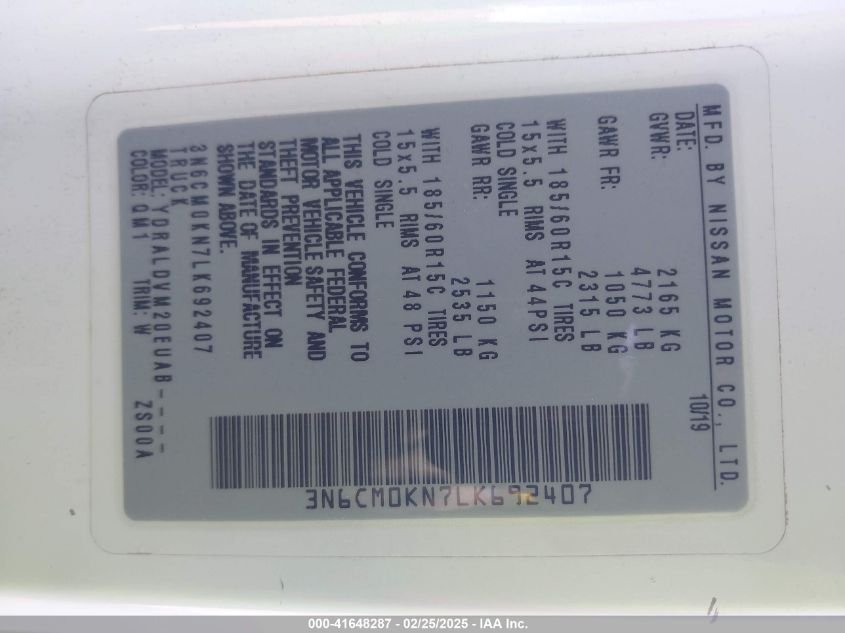 MFD. BY NISSAN MOTOR CO., LTD.
DATE: 10/19
GVWR: 2165 KG
4773 LB
GAWR FR: 1050 KG
2315 LB
WITH 185/60R15C TIRES
15x5.5 RIMS AT 44PSI
COLD SINGLE
GAWR RR: 1150 KG
2535 LB
WITH 185/60R15C TIRES
15x5.5 RIMS AT 48 PSI
COLD SINGLE
THIS VEHICLE CONFORMS TO
ALL APPLICABLE FEDERAL
MOTOR VEHICLE SAFETY AND
THEFT PREVENTION
STANDARDS IN EFFECT ON
THE DATE OF MANUFACTURE
SHOWN ABOVE.
3N6CM0KN7LK692407
TRUCK
MODEL: YDRALDVM20EUAB-----
COLOR: QM1 TRIM: W ZS00A
3N6CM0KN7LK692407
000-41648287 - 02/25/2025 - IAA Inc.